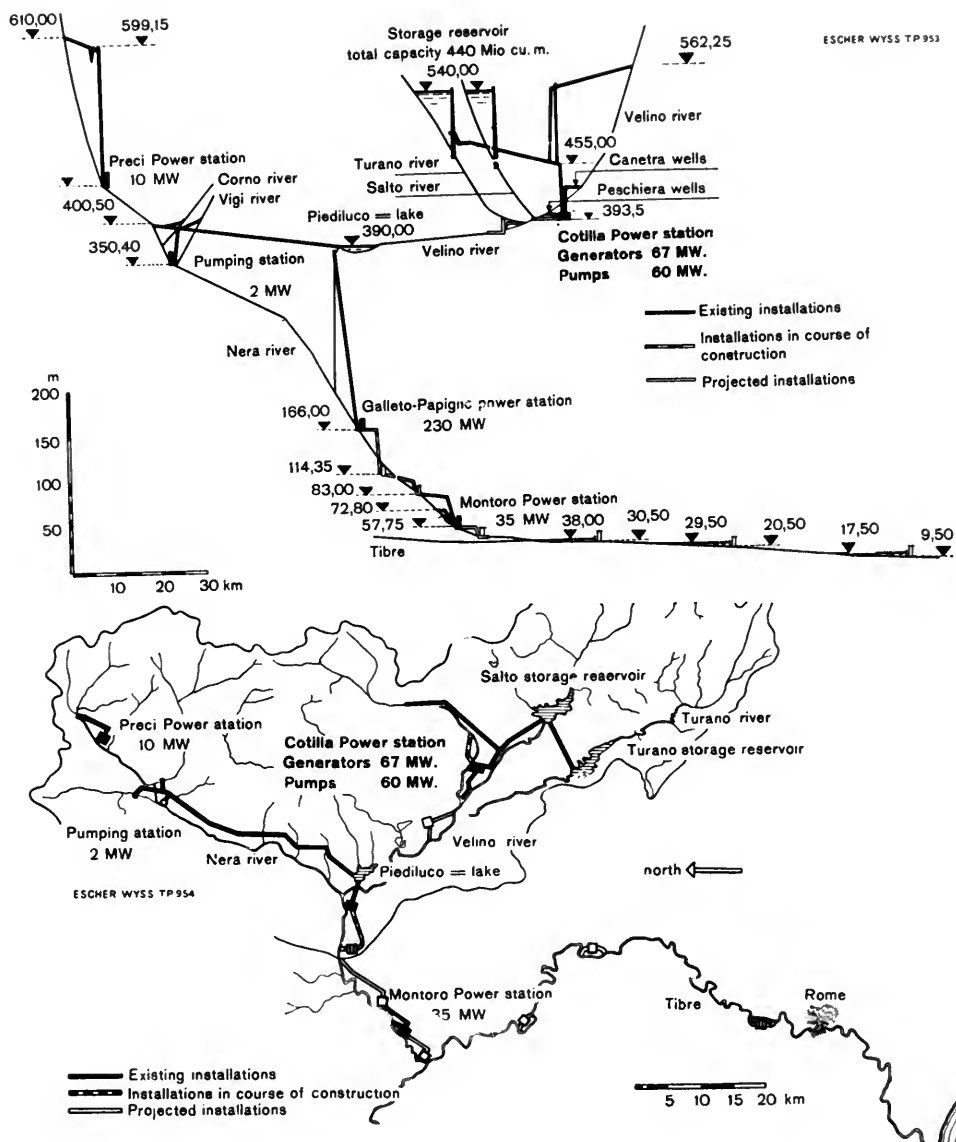 610,00
599,15
Storage reservoir
total capacity 440 Mio cu. m.
540,00
562,25
ESCHER WYSS TP 953
Velino river
Preci Power station
10 MW
Corno river
Vigi river
Turano river
Salto river
455,00
Canetra wells
Peschiera wells
400,50
350,40
Piediluco = lake
390,00
Velino river
393,5
Cotilla Power station
Generators 67 MW.
Pumps 60 MW.
Pumping station
2 MW
Existing installations
Installations in course of
construction
Projected installations
Nera river
m
200
150
100
50
166,00
Galleto-Papigno power station
230 MW
114,35
83,00
72,80
57,75
Montoro Power station
35 MW
38,00
30,50
29,50
20,50
17,50
9,50
Tibre
10 20 30 km
Salto storage reservoir
Preci Power station
10 MW
Cotilla Power station
Generators 67 MW.
Pumps 60 MW.
Turano river
Turano storage reservoir
Pumping station
2 MW
Nera river
Velino river
Piediluco = lake
north
ESCHER WYSS TP 954
Montoro Power station
35 MW
Tibre
Rome
Existing installations
Installations in course of construction
Projected installations
5 10 15 20 km